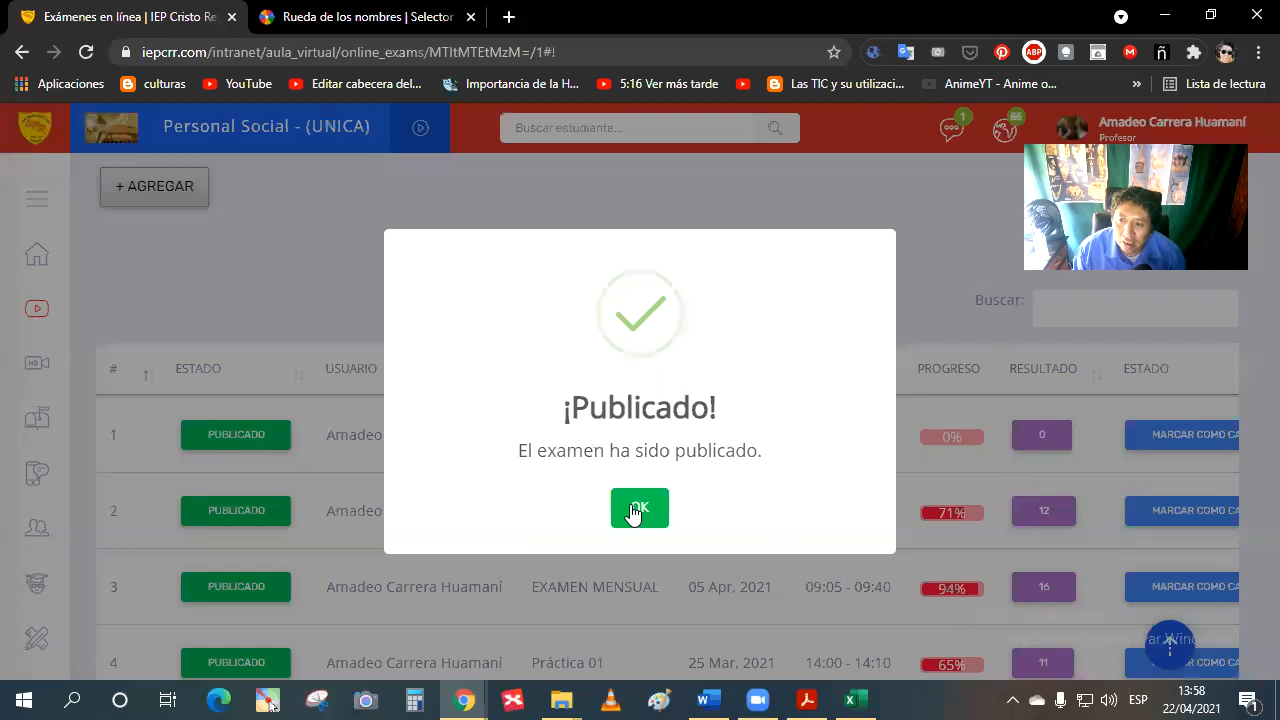 Exámenes en línea | IEP Cristo Re
Rueda de los nombres | Selector
iepcrr.com/intranet/aula_virtual/online_exams/MTItMTEtMzM=/1#!
ABP
M
ñ
Aplicaciones
culturas
YouTube
Editar cabecera del...
Importancia de la H...
5:16 Ver más tarde
Las TIC y su utilizaci...
AnimeYT - Anime o...
»
Lista de lectura
Personal Social - (UNICA)
Buscar estudiante...
1
66
Amadeo Carrera Huamaní
Profesor
+ AGREGAR
Buscar:
# ESTADO USUARIO PROGRESO RESULTADO ESTADO
1 PUBLICADO Amadeo 0% 0 MARCAR COMO CA
2 PUBLICADO Amadeo 71% 12 MARCAR COMO CA
3 PUBLICADO Amadeo Carrera Huamaní EXAMEN MENSUAL 05 Apr, 2021 09:05 - 09:40 94% 16 MARCAR COMO CA
4 PUBLICADO Amadeo Carrera Huamaní Práctica 01 25 Mar, 2021 14:00 - 14:10 65% 11 MARCAR COMO CA
¡Publicado!
El examen ha sido publicado.
OK
HD
ESP
13:58
22/04/2021
1